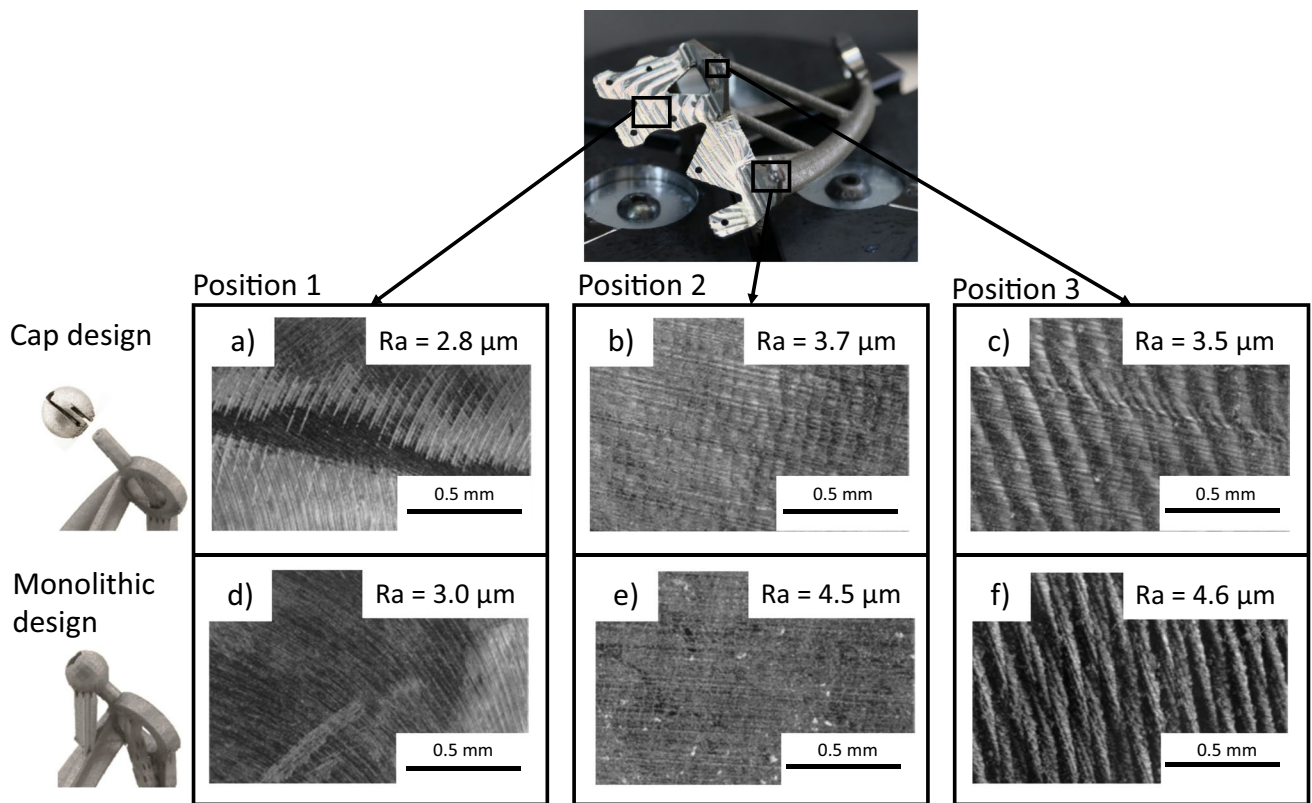 Position 1
Position 2
Position 3
Cap design
a)
Ra = 2.8 μm
0.5 mm
b)
Ra = 3.7 μm
0.5 mm
c)
Ra = 3.5 μm
0.5 mm
Monolithic
design
d)
Ra = 3.0 μm
0.5 mm
e)
Ra = 4.5 μm
0.5 mm
f)
Ra = 4.6 μm
0.5 mm